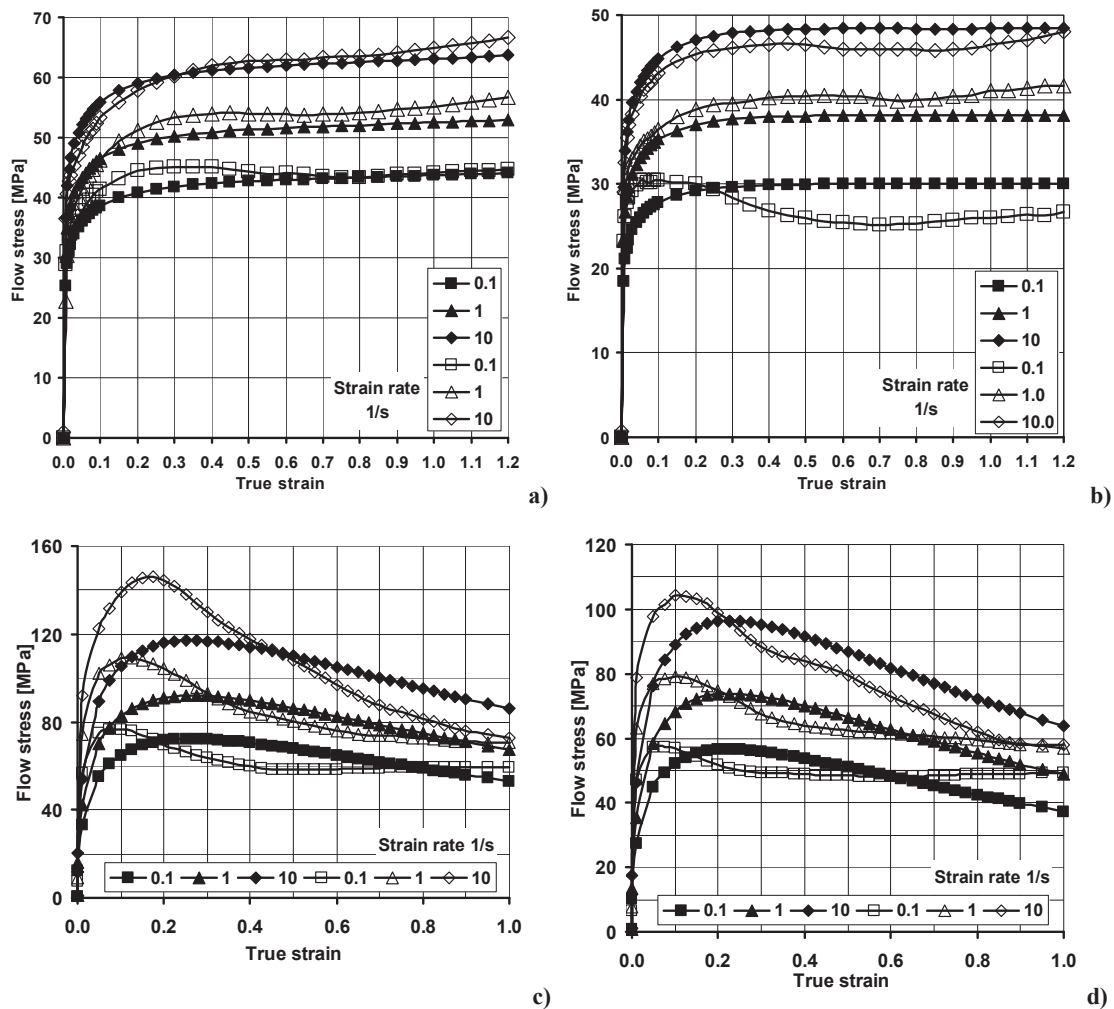 70
60
50
40
30
20
10
0
Flow stress [MPa]
0.0 0.1 0.2 0.3 0.4 0.5 0.6 0.7 0.8 0.9 1.0 1.1 1.2
True strain
Strain rate
1/s
0.1
1
10
0.1
1
10
a)
50
40
30
20
10
0
Flow stress [MPa]
0.0 0.1 0.2 0.3 0.4 0.5 0.6 0.7 0.8 0.9 1.0 1.1 1.2
True strain
Strain rate
1/s
0.1
1
10
0.1
1.0
10.0
b)
160
120
80
40
0
Flow stress [MPa]
0.0 0.2 0.4 0.6 0.8 1.0
True strain
Strain rate 1/s
0.1 1 10 0.1 1 10
c)
120
100
80
60
40
20
0
Flow stress [MPa]
0.0 0.2 0.4 0.6 0.8 1.0
True strain
Strain rate 1/s
0.1 1 10 0.1 1 10
d)